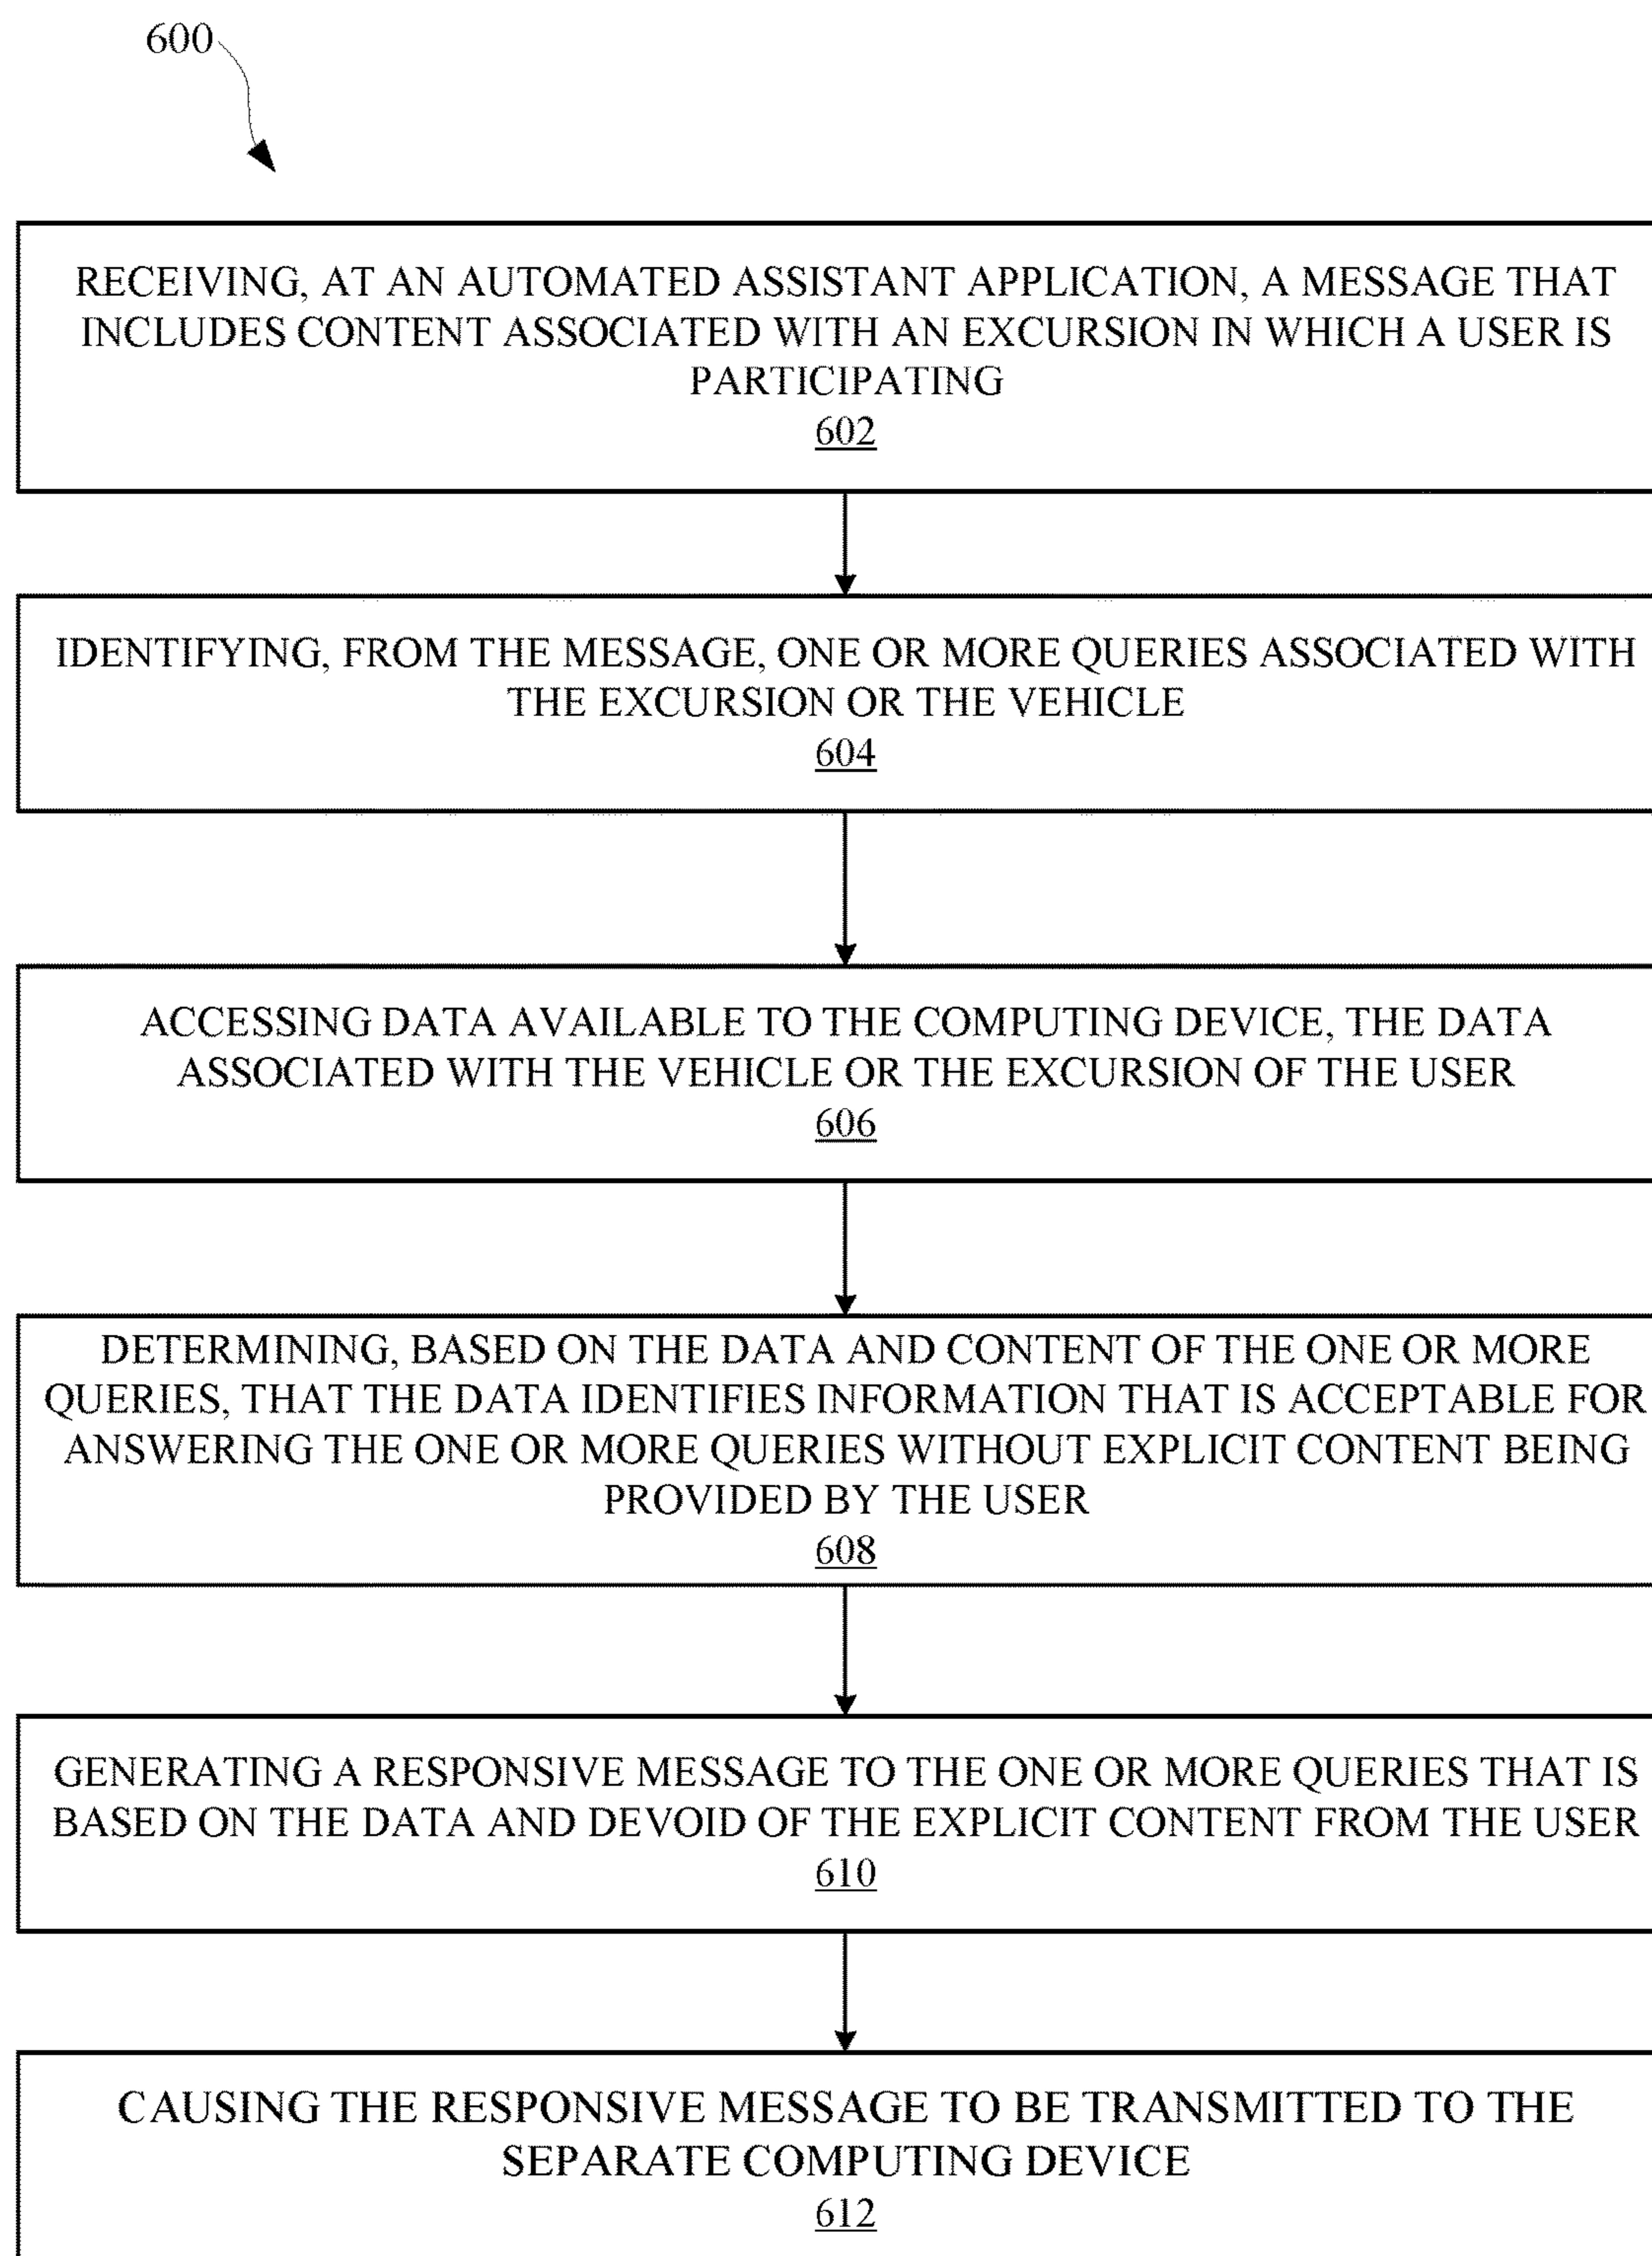 600
RECEIVING, AT AN AUTOMATED ASSISTANT APPLICATION, A MESSAGE THAT
INCLUDES CONTENT ASSOCIATED WITH AN EXCURSION IN WHICH A USER IS
PARTICIPATING
602
IDENTIFYING, FROM THE MESSAGE, ONE OR MORE QUERIES ASSOCIATED WITH
THE EXCURSION OR THE VEHICLE
604
ACCESSING DATA AVAILABLE TO THE COMPUTING DEVICE, THE DATA
ASSOCIATED WITH THE VEHICLE OR THE EXCURSION OF THE USER
606
DETERMINING, BASED ON THE DATA AND CONTENT OF THE ONE OR MORE
QUERIES, THAT THE DATA IDENTIFIES INFORMATION THAT IS ACCEPTABLE FOR
ANSWERING THE ONE OR MORE QUERIES WITHOUT EXPLICIT CONTENT BEING
PROVIDED BY THE USER
608
GENERATING A RESPONSIVE MESSAGE TO THE ONE OR MORE QUERIES THAT IS
BASED ON THE DATA AND DEVOID OF THE EXPLICIT CONTENT FROM THE USER
610
CAUSING THE RESPONSIVE MESSAGE TO BE TRANSMITTED TO THE
SEPARATE COMPUTING DEVICE
612